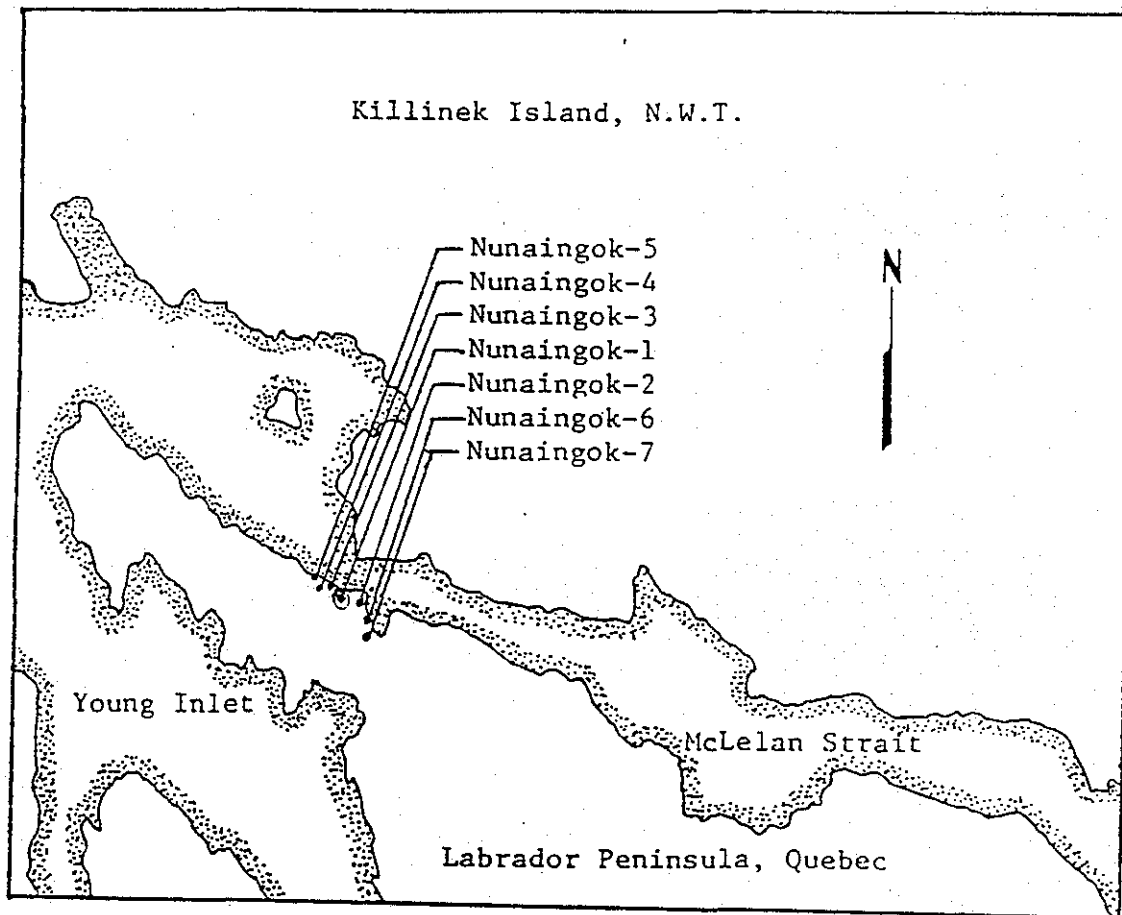 Killinek Island, N.W.T.
Nunaingok-5
Nunaingok-4
Nunaingok-3
Nunaingok-1
Nunaingok-2
Nunaingok-6
Nunaingok-7
N
Young Inlet
McLelan Strait
Labrador Peninsula, Quebec